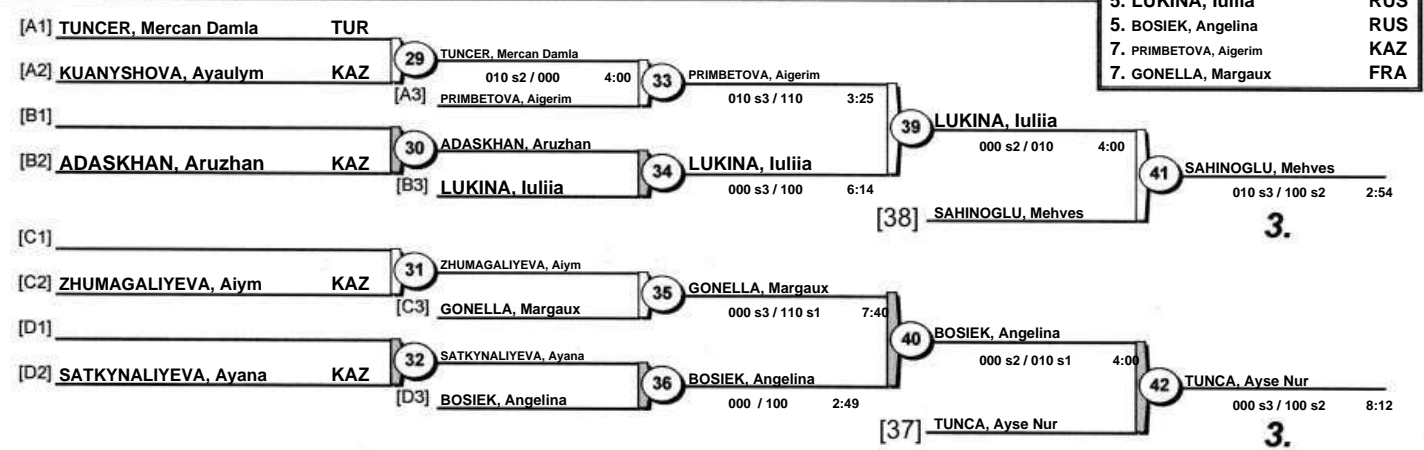 5. LUKINA, Iuliia RUS
5. BOSIEK, Angelina RUS
7. PRIMBETOVA, Aigerim KAZ
7. GONELLA, Margaux FRA
[A1] TUNCER, Mercan Damla TUR
29
TUNCER, Mercan Damla
010 s2 / 000 4:00
[A2] KUANYSHOVA, Ayaulym KAZ
[A3] PRIMBETOVA, Aigerim
33
PRIMBETOVA, Aigerim
010 s3 / 110 3:25
[B1]
[B2] ADASKHAN, Aruzhan KAZ
30
ADASKHAN, Aruzhan
[B3] LUKINA, Iuliia
34
LUKINA, Iuliia
000 s3 / 100 6:14
39
LUKINA, Iuliia
000 s2 / 010 4:00
[38] SAHINOGLU, Mehves
41
SAHINOGLU, Mehves
010 s3 / 100 s2 2:54
3.
[C1]
[C2] ZHUMAGALIYEVA, Aiym KAZ
31
ZHUMAGALIYEVA, Aiym
[C3] GONELLA, Margaux
35
GONELLA, Margaux
000 s3 / 110 s1 7:40
[D1]
[D2] SATKYNALIYEVA, Ayana KAZ
32
SATKYNALIYEVA, Ayana
[D3] BOSIEK, Angelina
36
BOSIEK, Angelina
000 / 100 2:49
40
BOSIEK, Angelina
000 s2 / 010 s1 4:00
[37] TUNCA, Ayse Nur
42
TUNCA, Ayse Nur
000 s3 / 100 s2 8:12
3.